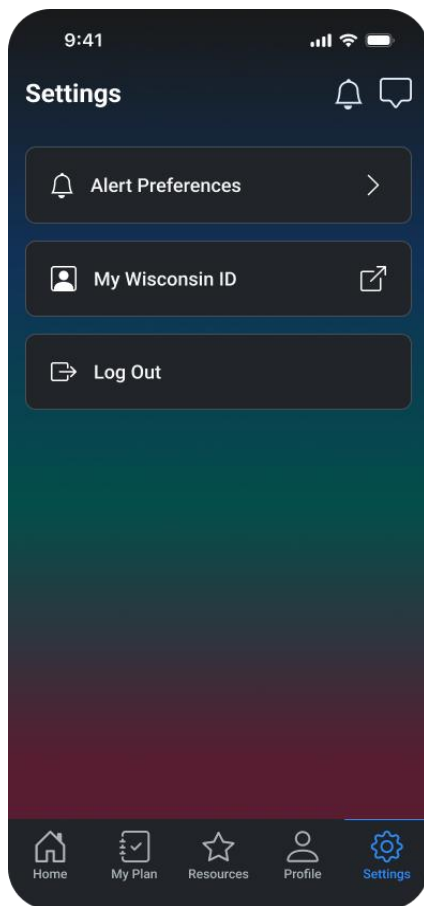 9:41
Settings
Alert Preferences
My Wisconsin ID
Log Out
Home My Plan Resources Profile Settings